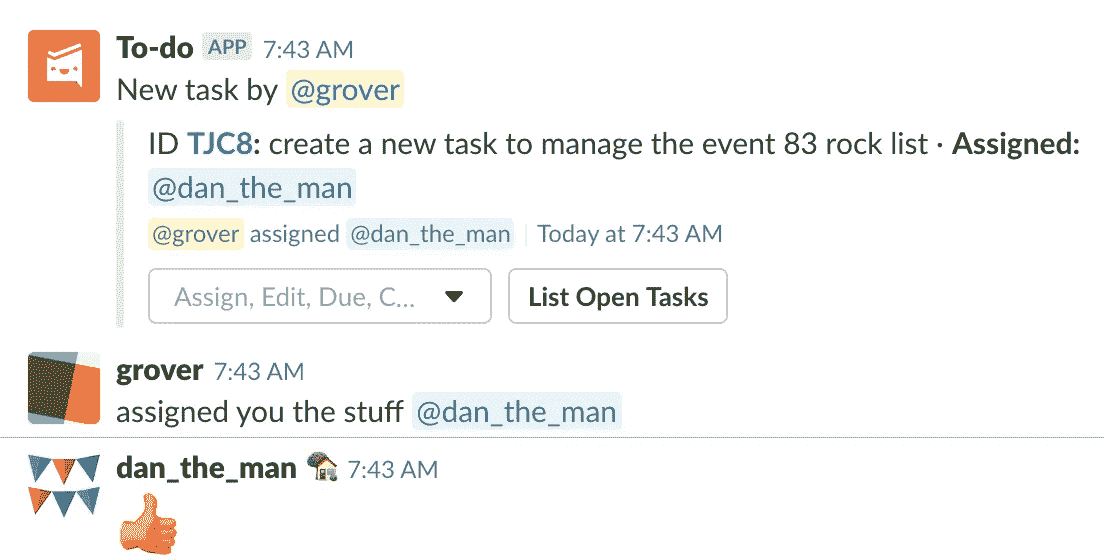 To-do APP 7:43 AM
New task by @grover
ID TJC8: create a new task to manage the event 83 rock list · Assigned:
@dan_the_man
@grover assigned @dan_the_man Today at 7:43 AM
Assign, Edit, Due, C... List Open Tasks
grover 7:43 AM
assigned you the stuff @dan_the_man
dan_the_man 7:43 AM